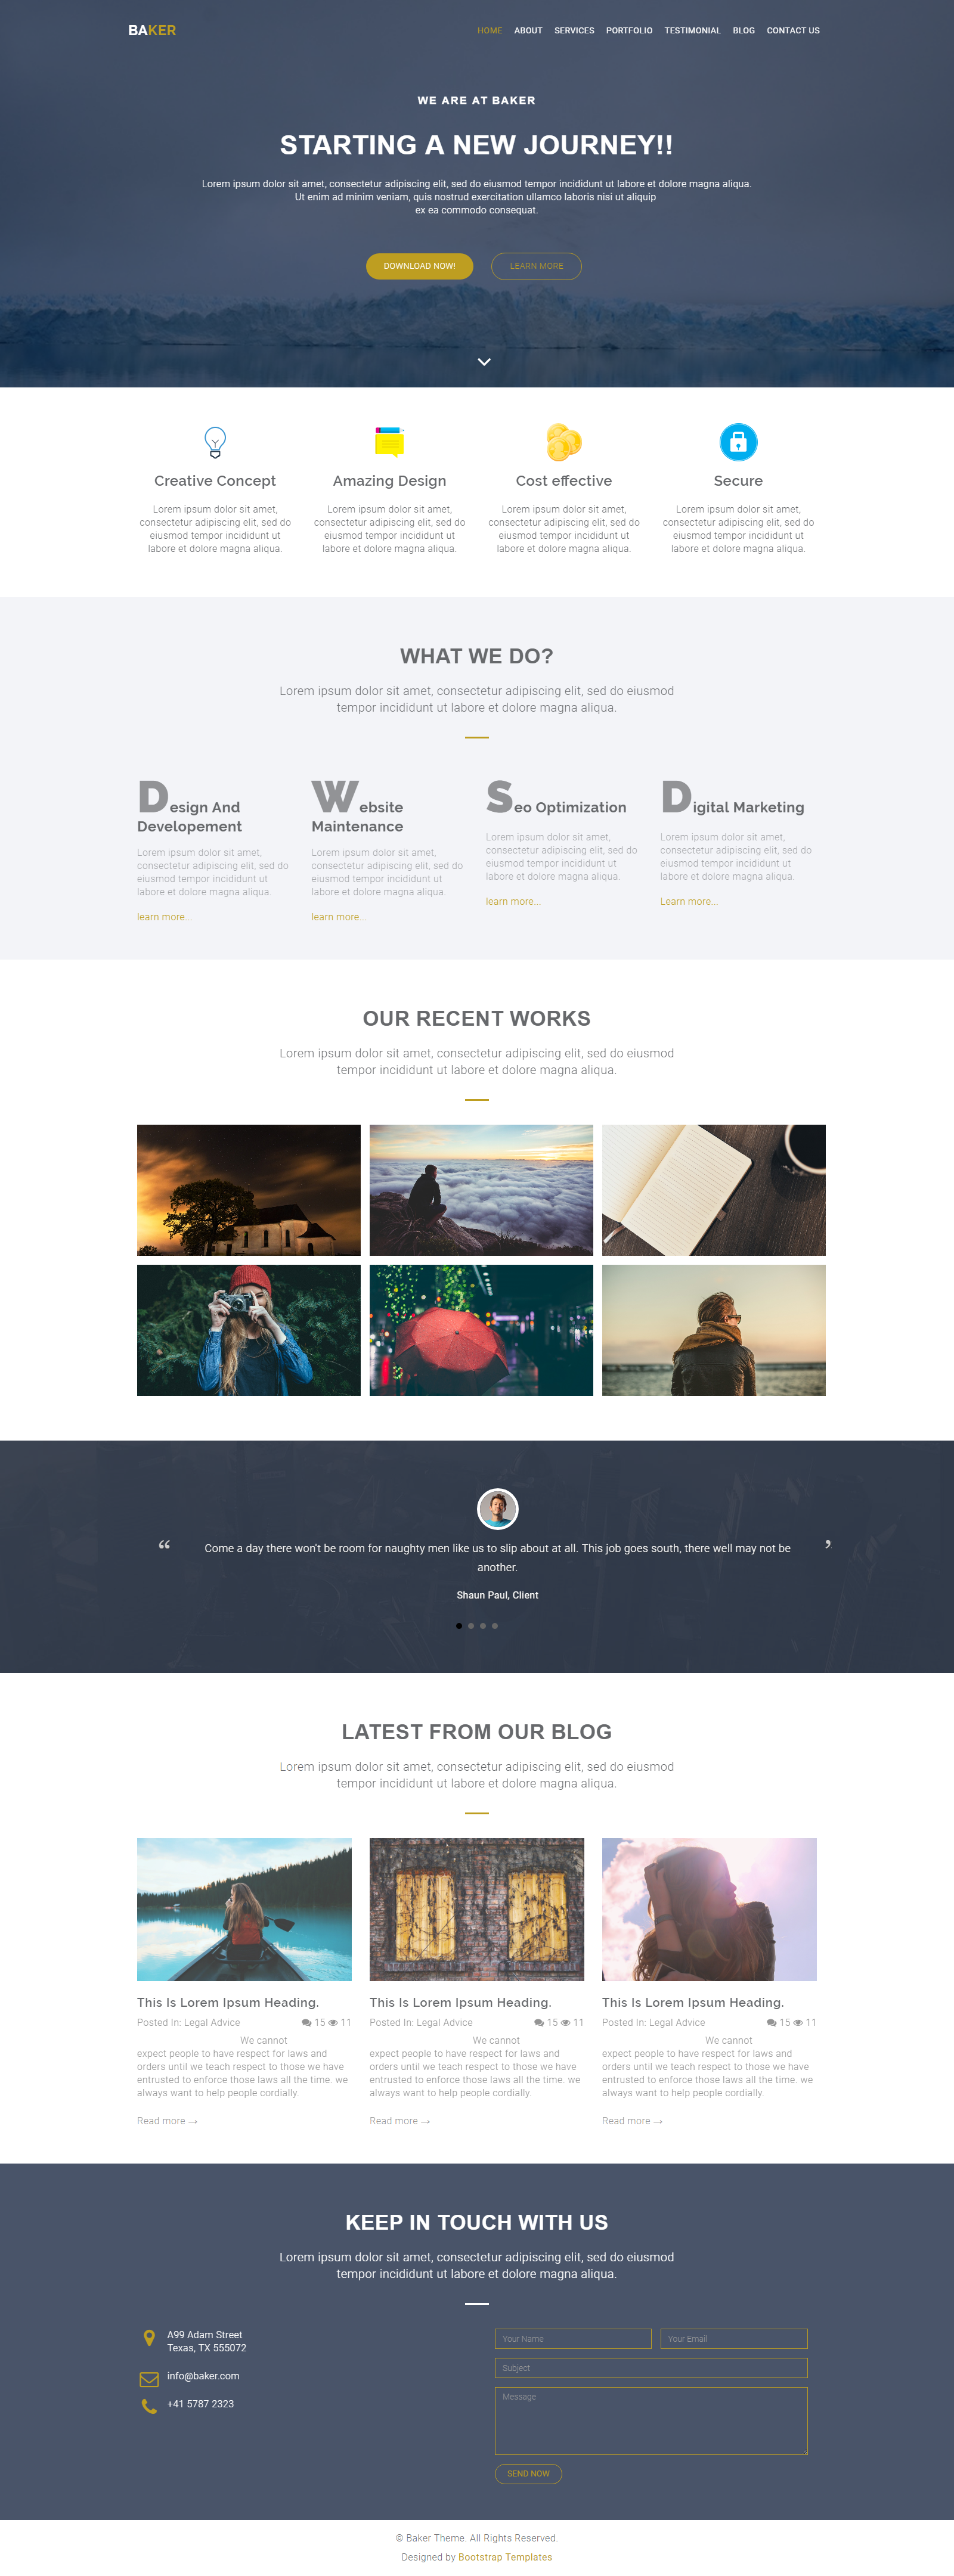 BAKER
HOME ABOUT SERVICES PORTFOLIO TESTIMONIAL BLOG CONTACT US
WE ARE AT BAKER
STARTING A NEW JOURNEY!!
Lorem ipsum dolor sit amet, consectetur adipiscing elit, sed do eiusmod tempor incididunt ut labore et dolore magna aliqua.
Ut enim ad minim veniam, quis nostrud exercitation ullamco laboris nisi ut aliquip
ex ea commodo consequat.
DOWNLOAD NOW!
LEARN MORE
Creative Concept
Lorem ipsum dolor sit amet,
consectetur adipiscing elit, sed do
eiusmod tempor incididunt ut
labore et dolore magna aliqua.
Amazing Design
Lorem ipsum dolor sit amet,
consectetur adipiscing elit, sed do
eiusmod tempor incididunt ut
labore et dolore magna aliqua.
Cost effective
Lorem ipsum dolor sit amet,
consectetur adipiscing elit, sed do
eiusmod tempor incididunt ut
labore et dolore magna aliqua.
Secure
Lorem ipsum dolor sit amet,
consectetur adipiscing elit, sed do
eiusmod tempor incididunt ut
labore et dolore magna aliqua.
WHAT WE DO?
Lorem ipsum dolor sit amet, consectetur adipiscing elit, sed do eiusmod
tempor incididunt ut labore et dolore magna aliqua.
Design And
Developement
Lorem ipsum dolor sit amet,
consectetur adipiscing elit, sed do
eiusmod tempor incididunt ut
labore et dolore magna aliqua.
learn more...
Website
Maintenance
Lorem ipsum dolor sit amet,
consectetur adipiscing elit, sed do
eiusmod tempor incididunt ut
labore et dolore magna aliqua.
learn more...
Seo Optimization
Lorem ipsum dolor sit amet,
consectetur adipiscing elit, sed do
eiusmod tempor incididunt ut
labore et dolore magna aliqua.
learn more...
Digital Marketing
Lorem ipsum dolor sit amet,
consectetur adipiscing elit, sed do
eiusmod tempor incididunt ut
labore et dolore magna aliqua.
Learn more...
OUR RECENT WORKS
Lorem ipsum dolor sit amet, consectetur adipiscing elit, sed do eiusmod
tempor incididunt ut labore et dolore magna aliqua.
“ Come a day there won't be room for naughty men like us to slip about at all. This job goes south, there well may not be ’
another.
Shaun Paul, Client
LATEST FROM OUR BLOG
Lorem ipsum dolor sit amet, consectetur adipiscing elit, sed do eiusmod
tempor incididunt ut labore et dolore magna aliqua.
This Is Lorem Ipsum Heading.
Posted In: Legal Advice 15 11
We cannot
expect people to have respect for laws and
orders until we teach respect to those we have
entrusted to enforce those laws all the time. we
always want to help people cordially.
Read more →
This Is Lorem Ipsum Heading.
Posted In: Legal Advice 15 11
We cannot
expect people to have respect for laws and
orders until we teach respect to those we have
entrusted to enforce those laws all the time. we
always want to help people cordially.
Read more →
This Is Lorem Ipsum Heading.
Posted In: Legal Advice 15 11
We cannot
expect people to have respect for laws and
orders until we teach respect to those we have
entrusted to enforce those laws all the time. we
always want to help people cordially.
Read more →
KEEP IN TOUCH WITH US
Lorem ipsum dolor sit amet, consectetur adipiscing elit, sed do eiusmod
tempor incididunt ut labore et dolore magna aliqua.
A99 Adam Street
Texas, TX 555072
info@baker.com
+41 5787 2323
Your Name
Your Email
Subject
Message
SEND NOW
© Baker Theme. All Rights Reserved.
Designed by Bootstrap Templates